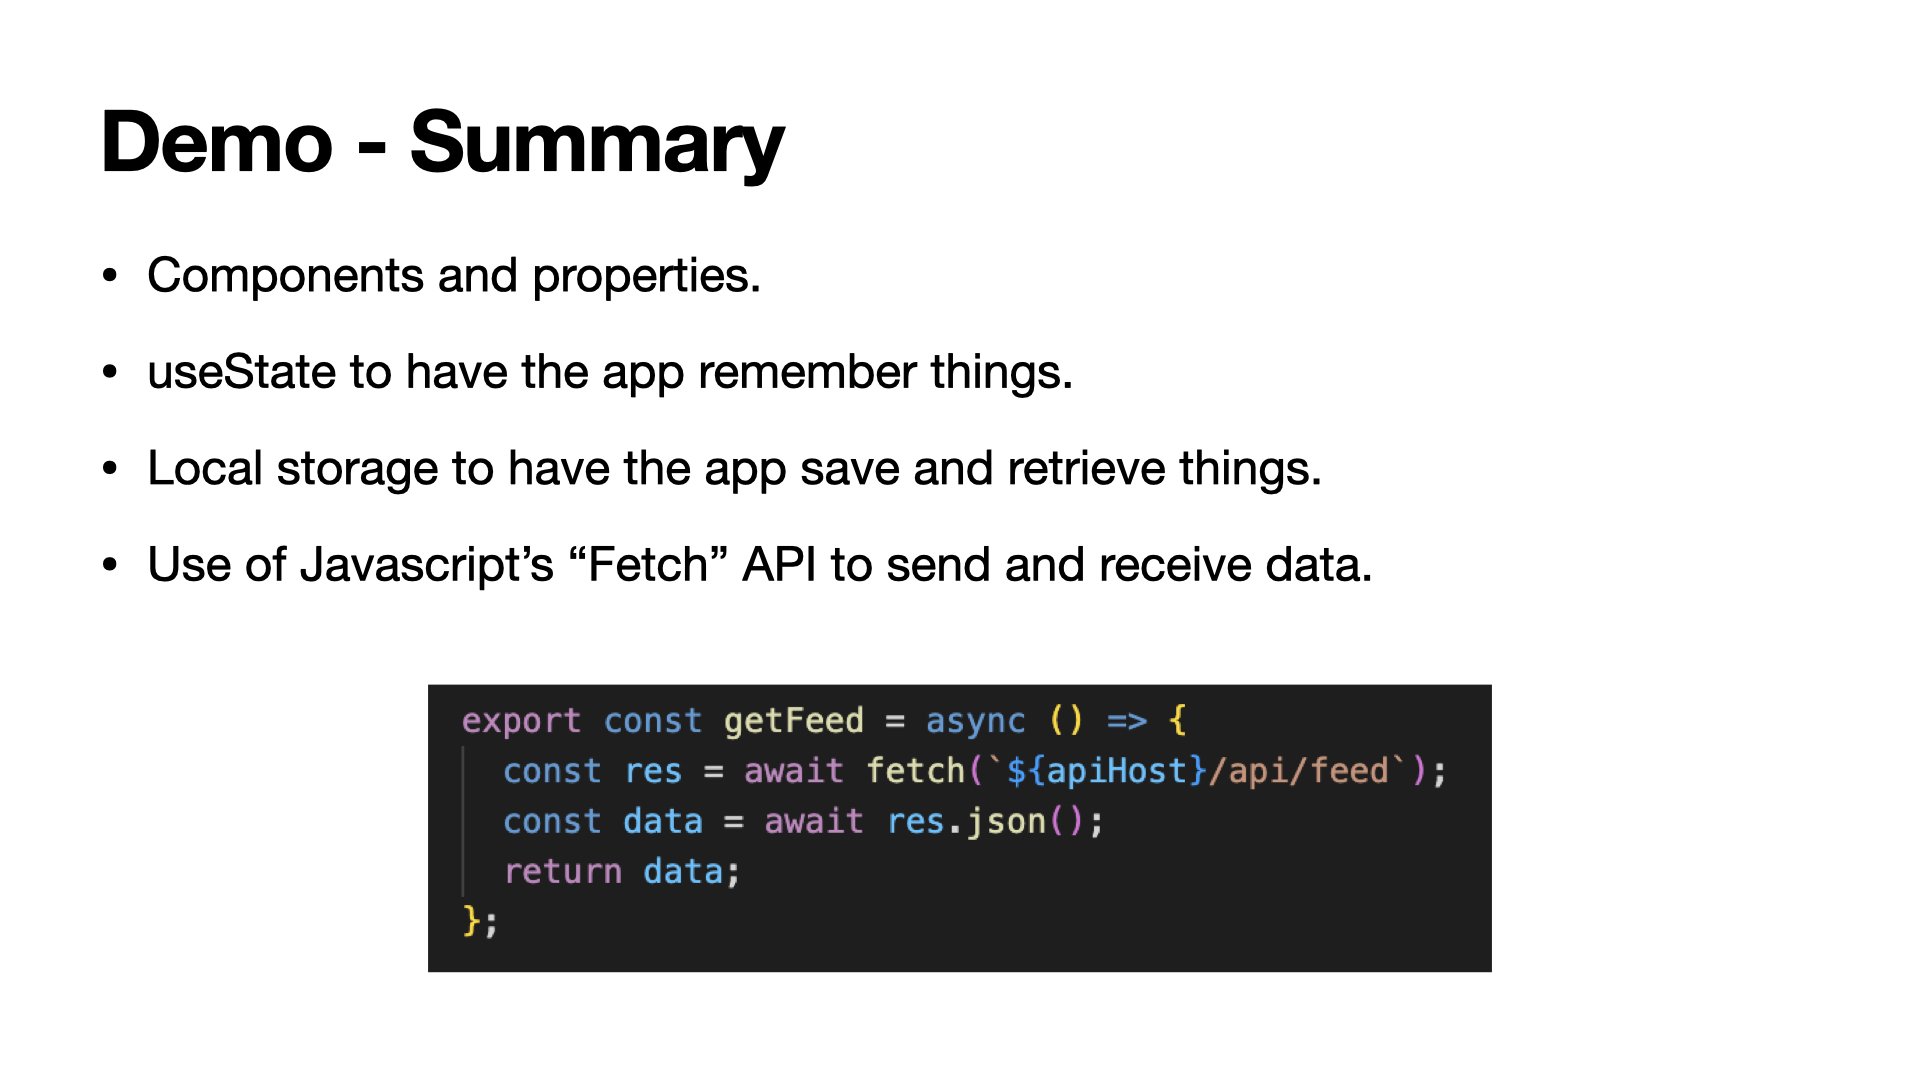 Demo - Summary
• Components and properties.
• useState to have the app remember things.
• Local storage to have the app save and retrieve things.
• Use of Javascript’s “Fetch” API to send and receive data.
export const getFeed = async () => {
  const res = await fetch(`${apiHost}/api/feed`);
  const data = await res.json();
  return data;
};